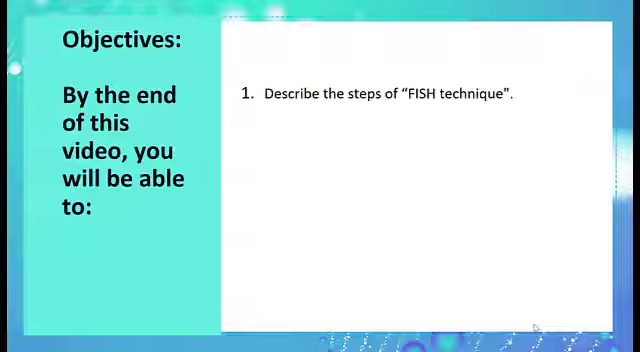 Objectives:
By the end
of this
video, you
will be able
to:
1. Describe the steps of “FISH technique".